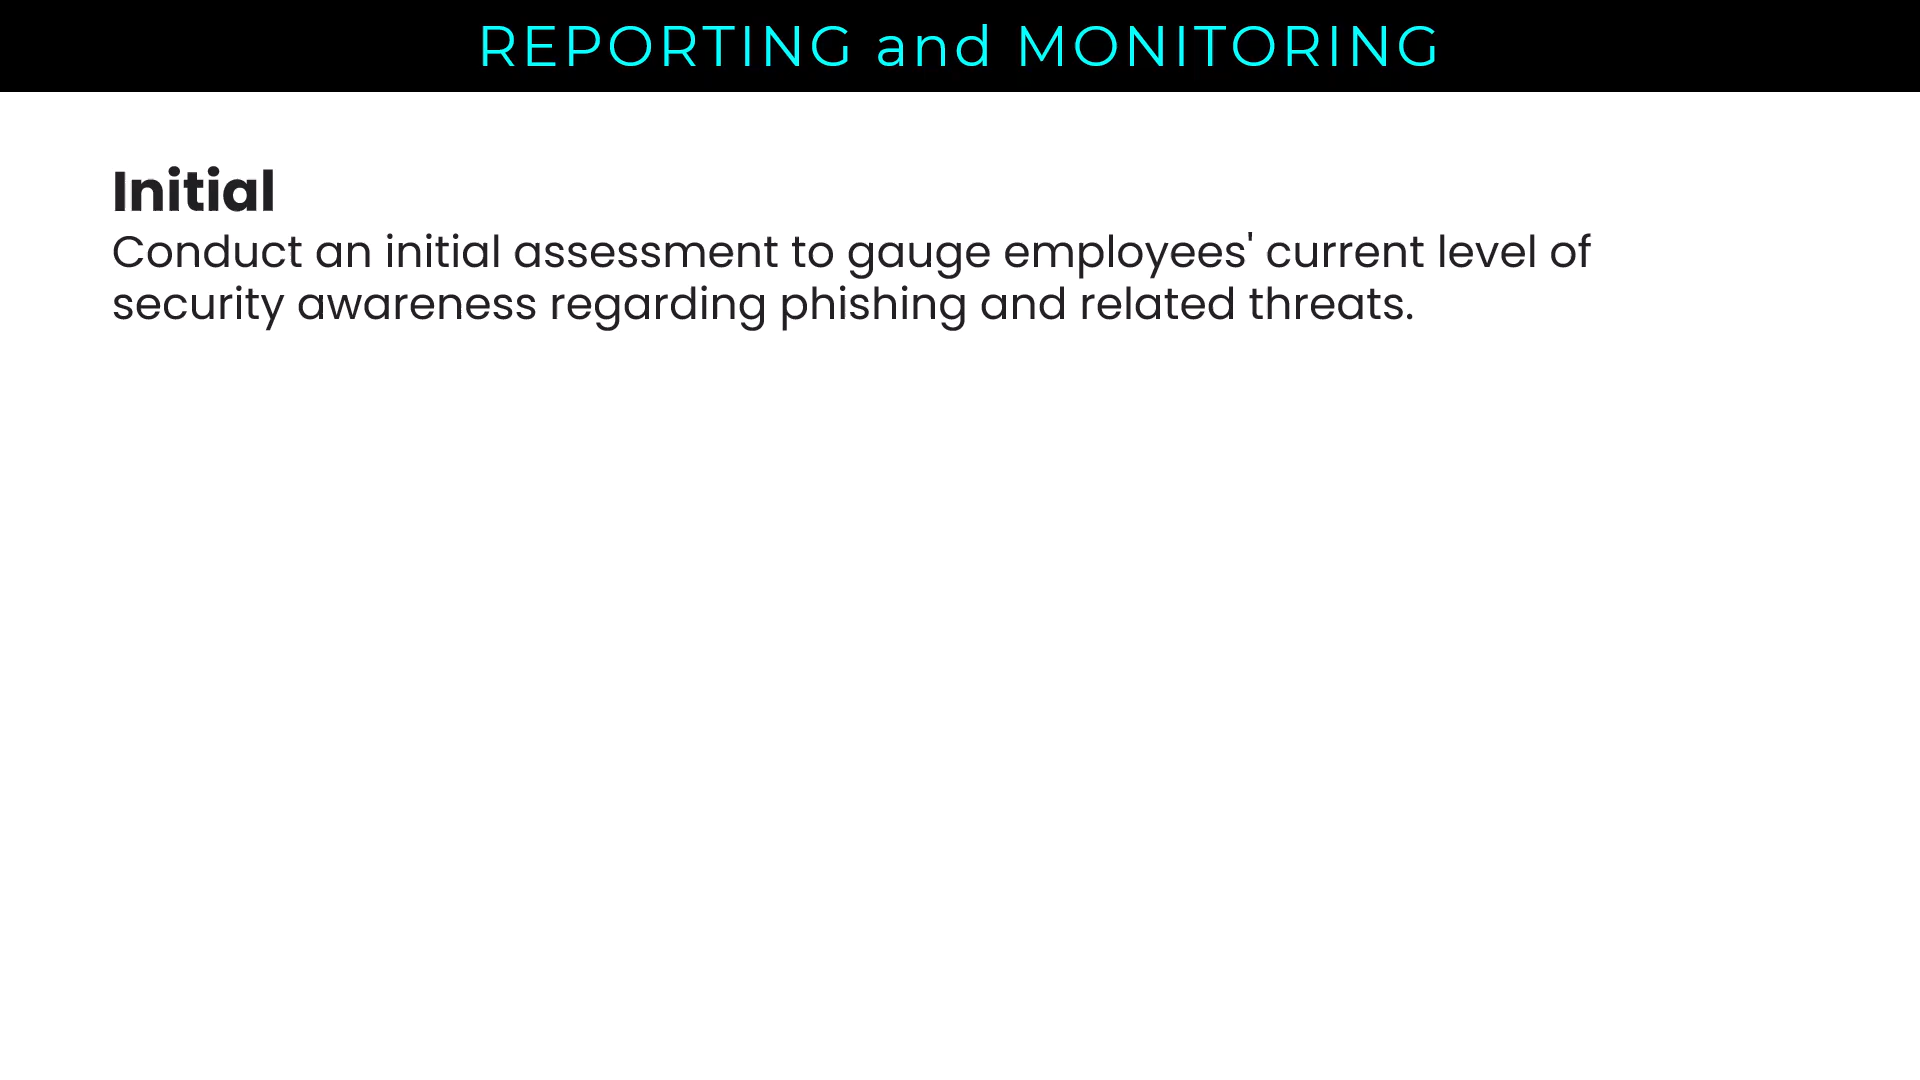 REPORTING and MONITORING
Initial
Conduct an initial assessment to gauge employees' current level of
security awareness regarding phishing and related threats.